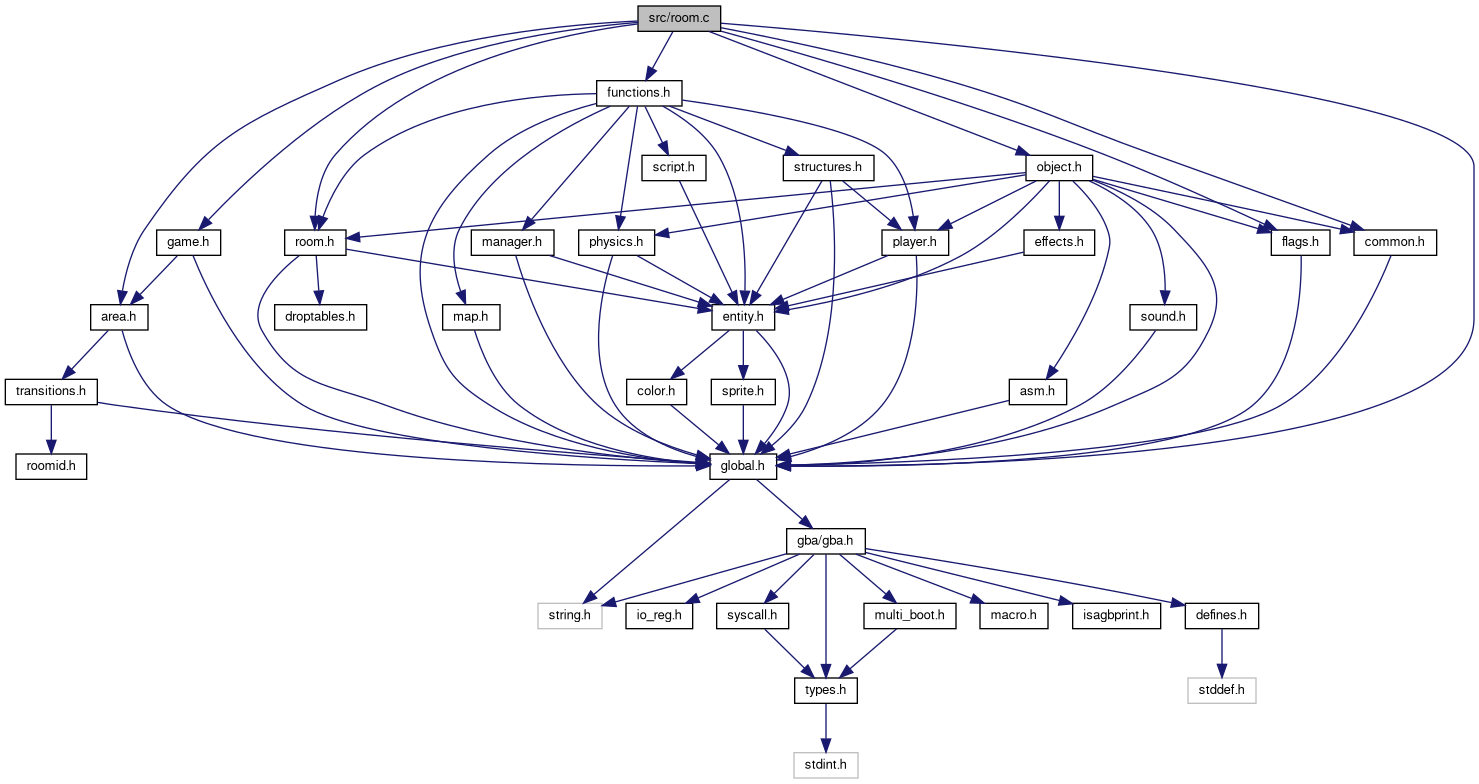 src/room.c
functions.h
script.h
structures.h
object.h
game.h
room.h
manager.h
physics.h
player.h
effects.h
flags.h
common.h
area.h
droptables.h
map.h
entity.h
sound.h
transitions.h
color.h
sprite.h
asm.h
roomid.h
global.h
gba/gba.h
string.h
io_reg.h
syscall.h
multi_boot.h
macro.h
isagbprint.h
defines.h
types.h
stddef.h
stdint.h